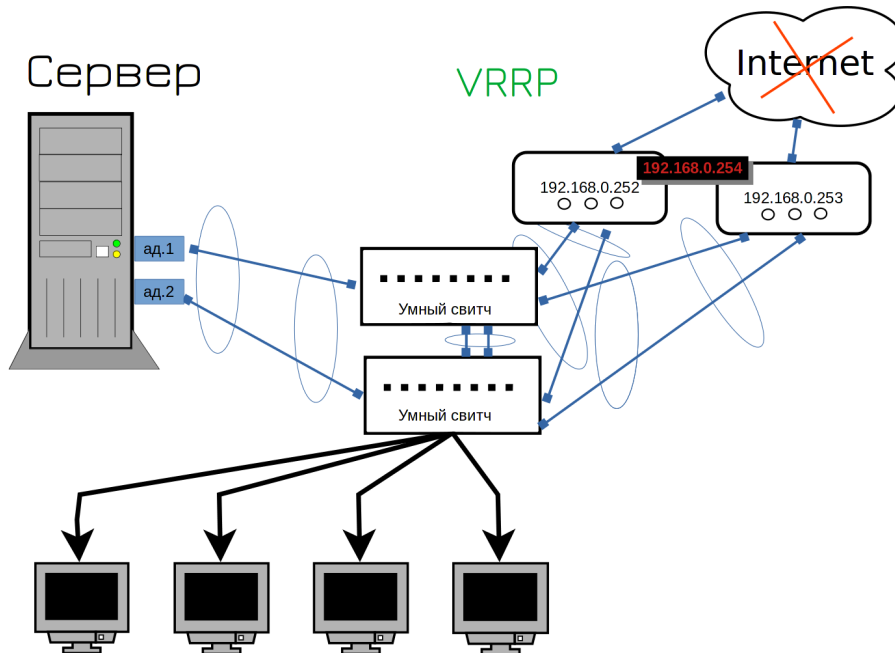 Сервер
VRRP
Internet
192.168.0.254
192.168.0.252
192.168.0.253
ад.1
ад.2
Умный свитч
Умный свитч